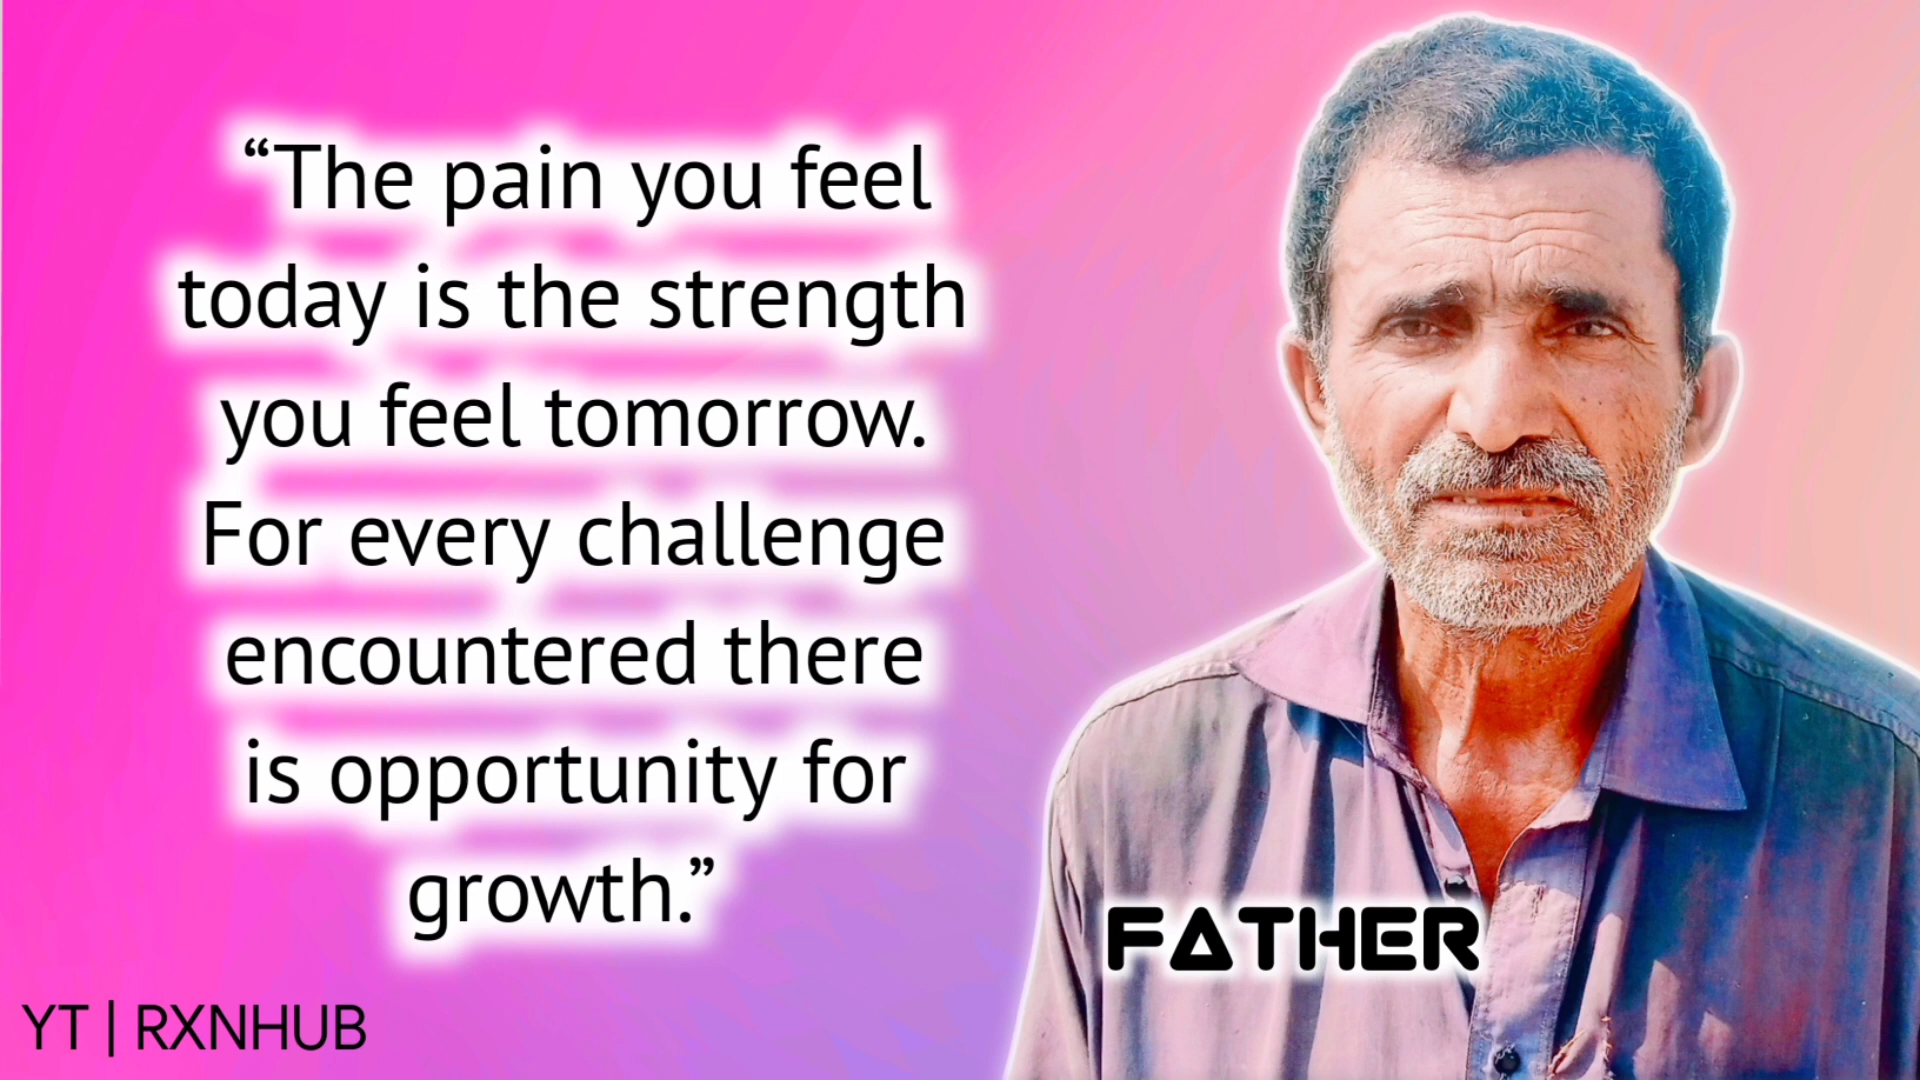 “The pain you feel
today is the strength
you feel tomorrow.
For every challenge
encountered there
is opportunity for
growth.”
FATHER
YT | RXNHUB